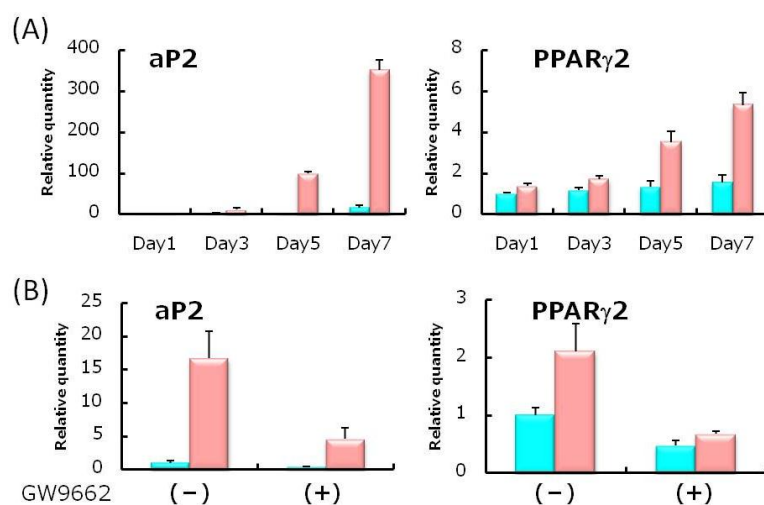 (A)
aP2
Relative quantity
400
300
200
100
0
Day1 Day3 Day5 Day7
PPARγ2
Relative quantity
8
6
4
2
0
Day1 Day3 Day5 Day7
(B)
aP2
Relative quantity
25
20
15
10
5
0
PPARγ2
Relative quantity
3
2
1
0
GW9662 (−) (+) (−) (+)